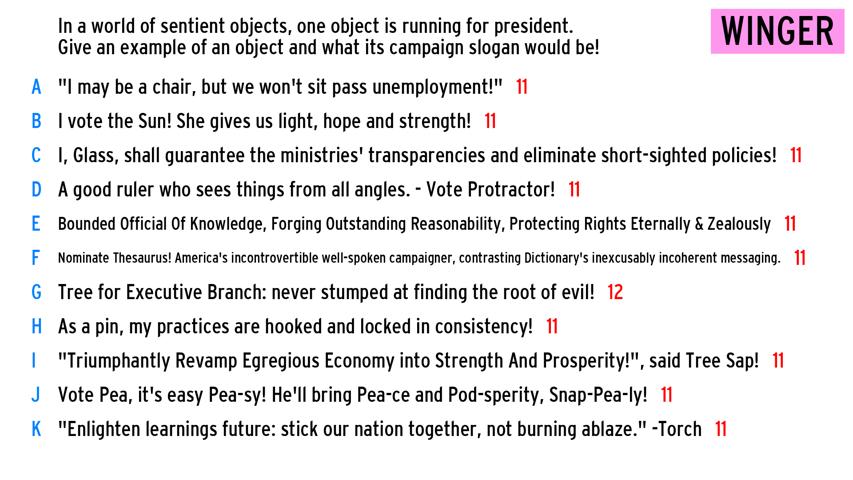 In a world of sentient objects, one object is running for president.
Give an example of an object and what its campaign slogan would be!
WINGER
A "I may be a chair, but we won't sit pass unemployment!" 11
B I vote the Sun! She gives us light, hope and strength! 11
C I, Glass, shall guarantee the ministries' transparencies and eliminate short-sighted policies! 11
D A good ruler who sees things from all angles. - Vote Protractor! 11
E Bounded Official Of Knowledge, Forging Outstanding Reasonability, Protecting Rights Eternally & Zealously 11
F Nominate Thesaurus! America's incontrovertible well-spoken campaigner, contrasting Dictionary's inexcusably incoherent messaging. 11
G Tree for Executive Branch: never stumped at finding the root of evil! 12
H As a pin, my practices are hooked and locked in consistency! 11
I "Triumphantly Revamp Egregious Economy into Strength And Prosperity!", said Tree Sap! 11
J Vote Pea, it's easy Pea-sy! He'll bring Pea-ce and Pod-sperity, Snap-Pea-ly! 11
K "Enlighten learnings future: stick our nation together, not burning ablaze." -Torch 11